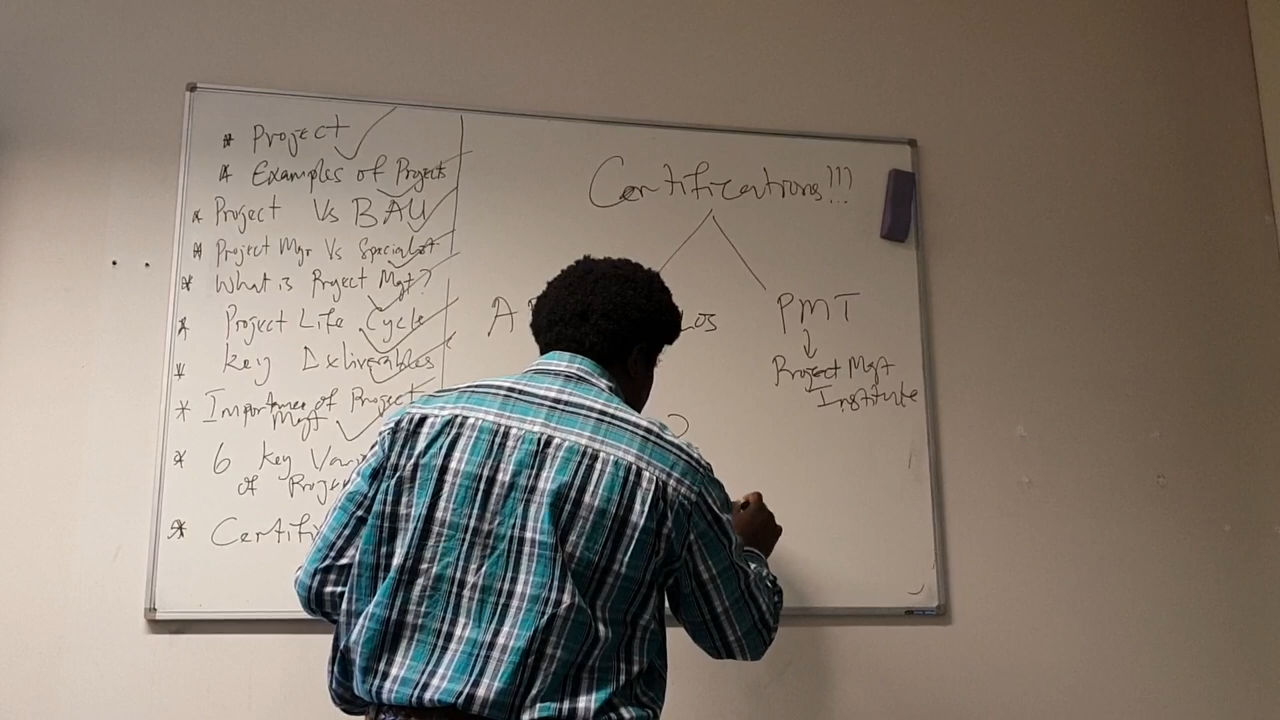 * Project
* Examples of Projects
* Project Vs BAU
* Project Mgr Vs Specialist
* What is Project Mgt?
* Project Life Cycle
* Key Deliverables
* Importance of Project
Mgt
* 6 Key
of
*
Certifications!!!
PMI
↓
Project Mgt
Institute